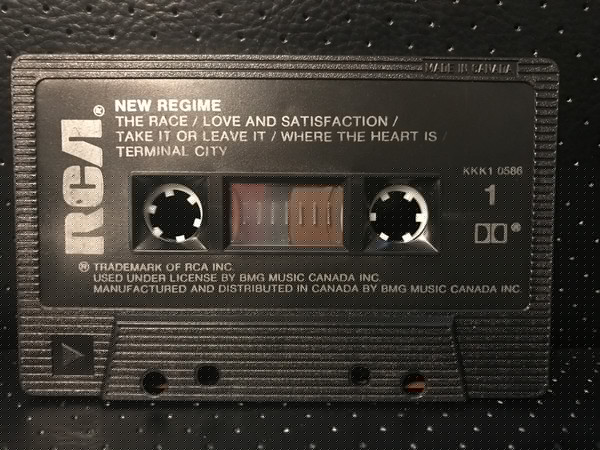 MADE IN CANADA
RCA®
NEW REGIME
THE RACE / LOVE AND SATISFACTION /
TAKE IT OR LEAVE IT / WHERE THE HEART IS /
TERMINAL CITY
KKK1 0586
1
®
® TRADEMARK OF RCA INC.
USED UNDER LICENSE BY BMG MUSIC CANADA INC.
MANUFACTURED AND DISTRIBUTED IN CANADA BY BMG MUSIC CANADA INC.